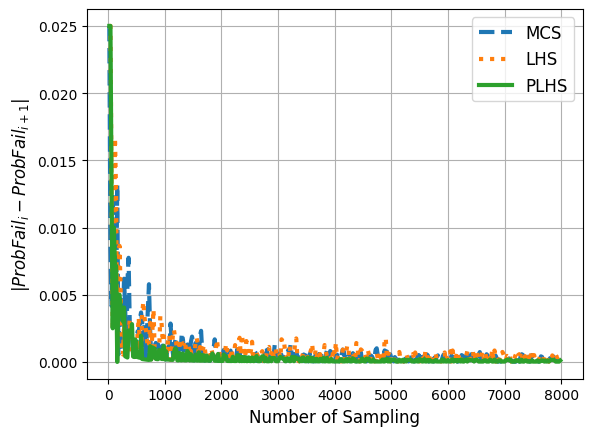 0.025
0.020
0.015
0.010
0.005
0.000
|ProbFail_i − ProbFail_{i+1}|
MCS
LHS
PLHS
0 1000 2000 3000 4000 5000 6000 7000 8000
Number of Sampling